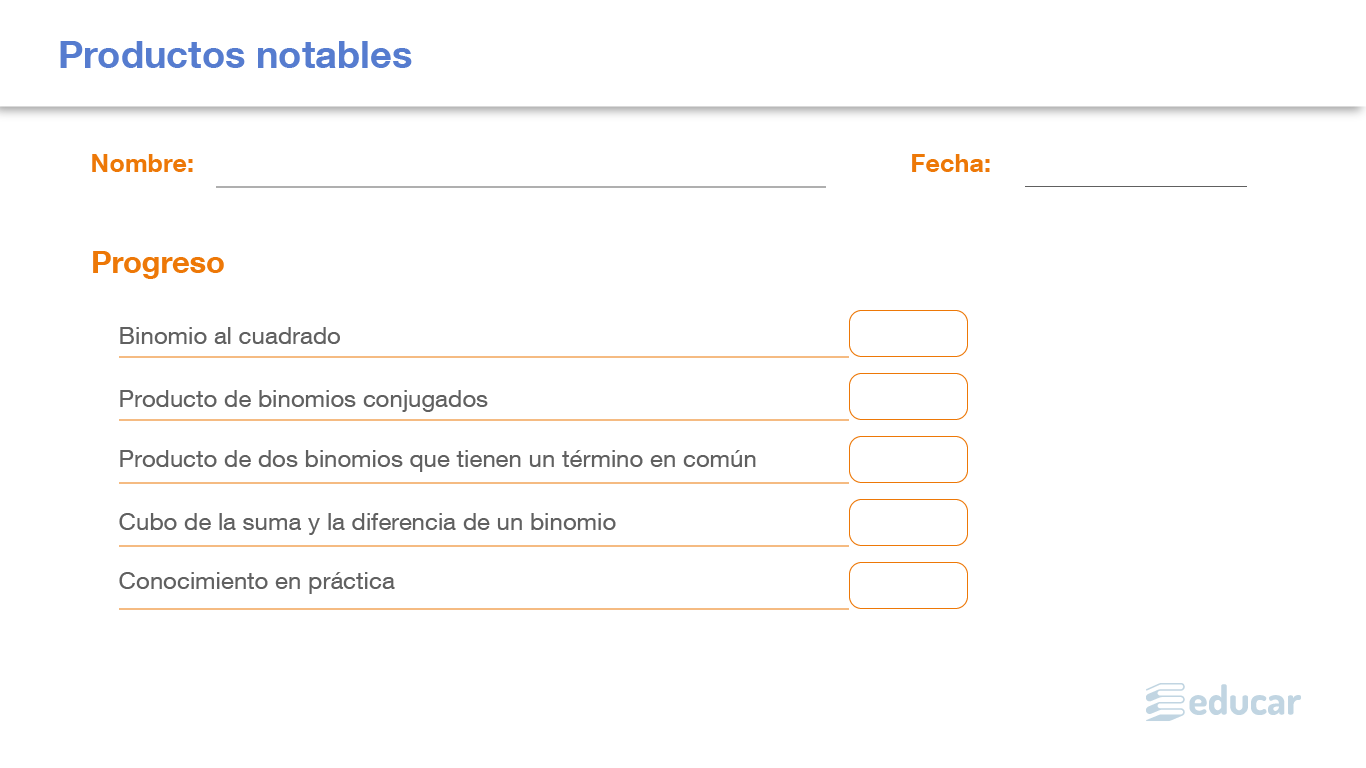 Productos notables
Nombre:
Fecha:
Progreso
Binomio al cuadrado
Producto de binomios conjugados
Producto de dos binomios que tienen un término en común
Cubo de la suma y la diferencia de un binomio
Conocimiento en práctica
educar